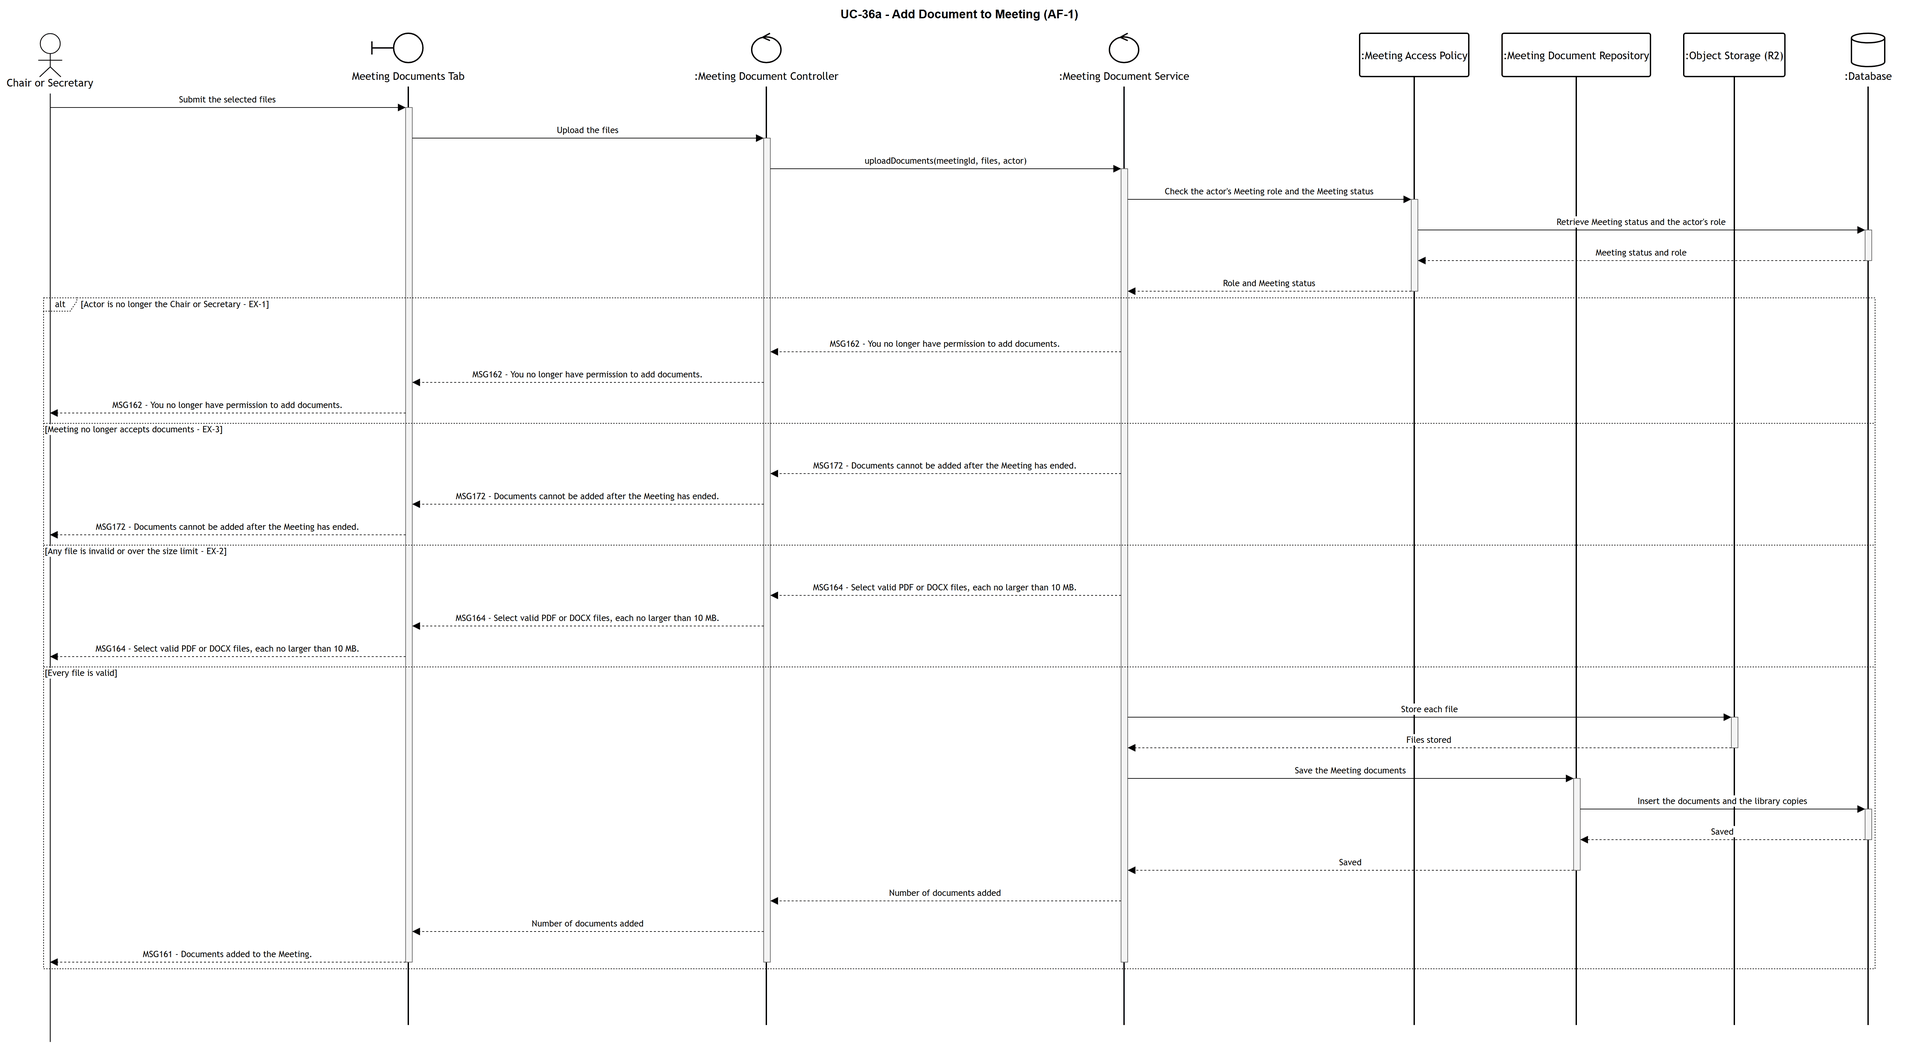 UC-36a - Add Document to Meeting (AF-1)
Chair or Secretary
Meeting Documents Tab
:Meeting Document Controller
:Meeting Document Service
:Meeting Access Policy
:Meeting Document Repository
:Object Storage (R2)
:Database
Submit the selected files
Upload the files
uploadDocuments(meetingId, files, actor)
Check the actor's Meeting role and the Meeting status
Retrieve Meeting status and the actor's role
Meeting status and role
Role and Meeting status
alt [Actor is no longer the Chair or Secretary - EX-1]
MSG162 - You no longer have permission to add documents.
MSG162 - You no longer have permission to add documents.
MSG162 - You no longer have permission to add documents.
[Meeting no longer accepts documents - EX-3]
MSG172 - Documents cannot be added after the Meeting has ended.
MSG172 - Documents cannot be added after the Meeting has ended.
MSG172 - Documents cannot be added after the Meeting has ended.
[Any file is invalid or over the size limit - EX-2]
MSG164 - Select valid PDF or DOCX files, each no larger than 10 MB.
MSG164 - Select valid PDF or DOCX files, each no larger than 10 MB.
MSG164 - Select valid PDF or DOCX files, each no larger than 10 MB.
[Every file is valid]
Store each file
Files stored
Save the Meeting documents
Insert the documents and the library copies
Saved
Saved
Number of documents added
Number of documents added
MSG161 - Documents added to the Meeting.